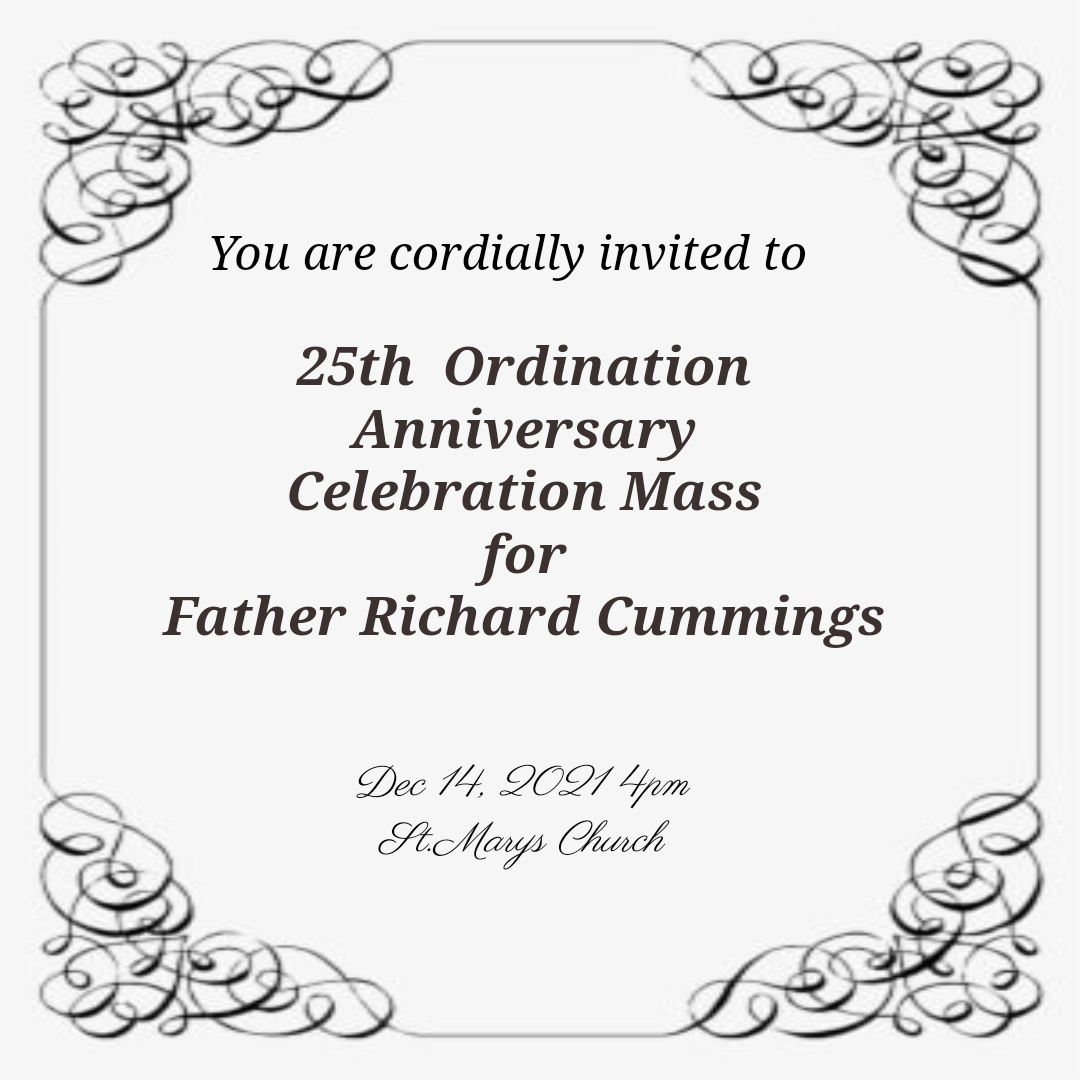 You are cordially invited to
25th  Ordination
Anniversary
Celebration Mass
for
Father Richard Cummings
Dec 14, 2021 4pm
St.Marys Church